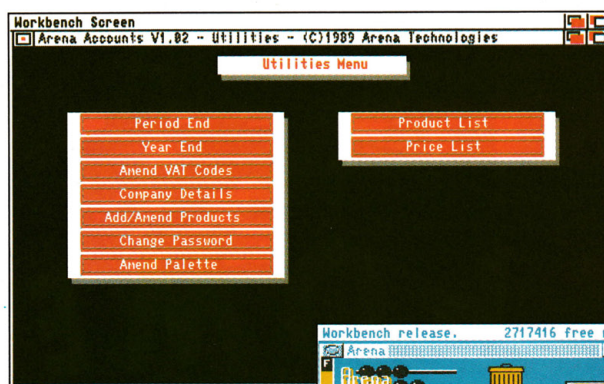 Workbench Screen
Arena Accounts V1.02 -- Utilities - (C)1989 Arena Technologies
Utilities Menu
Period End
Year End
Amend VAT Codes
Company Details
Add/Amend Products
Change Password
Amend Palette
Product List
Price List
Workbench release. 2717416 free
Arena
F
Arena